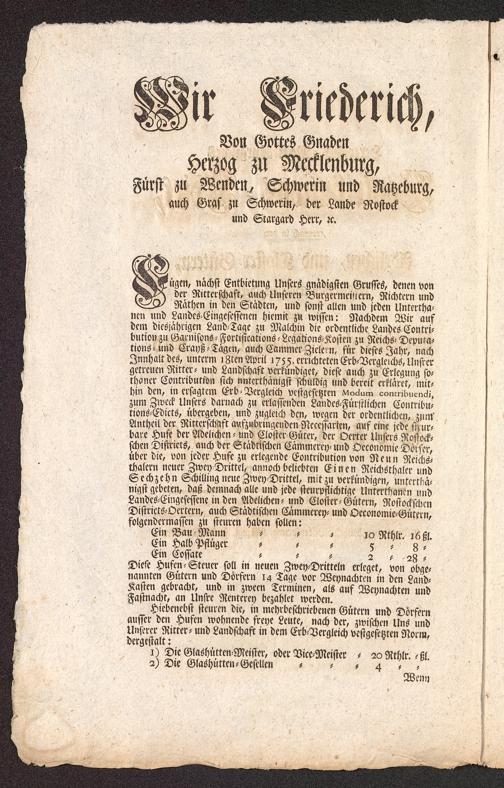 Wir Friederich,
Von Gottes Gnaden
Herzog zu Mecklenburg,
Fürst zu Wenden, Schwerin und Ratzeburg,
auch Graf zu Schwerin, der Lande Rostock
und Stargard Herr, ꝛc.
Fügen, nächst Entbietung Unsers gnädigsten Grusses, denen von
der Ritterschaft, auch Unseren Burgermeistern, Richtern und
Räthen in den Städten, und sonst allen und jeden Untertha-
nen und Landes-Eingesessenen hiemit zu wissen: Nachdem Wir auf
dem diesjährigen Land-Tage zu Malchin die ordentliche Landes Contri-
bution zu Garnisons- Fortifications- Legations-Kosten zu Reichs- Deputa-
tions- und Crayß- Tägen, auch Cammer Zielern, für dieses Jahr, nach
Innhalt des, unterm 18ten April 1755. errichteten Erb-Vergleichs, Unsrer
getreuen Ritter- und Landschaft verkündiget, diese auch zu Erlegung so-
thaner Contribution sich unterthänigst schuldig und bereit erkläret, mit-
hin den, in ersagtem Erb-Vergleich vestgesetzten Modum contribuendi,
zum Zweck Unsers darnach zu erlassenden Landes-Fürstlichen Contribu-
tions-Edicts, übergeben, und zugleich den, wegen der ordentlichen, zum
Antheil der Ritterschaft aufzubringenden Necessarien, auf eine jede steur-
bare Hufe der Adelichen- und Closter-Güter, der Oerter Unsers Rostock-
schen Districts, auch der Städtischen Cämmerey- und Oeconomie Dörfer,
über die, von jeder Hufe zu erlegende Contribution von Neun Reichs-
thalern neuer Zwey Drittel, annoch beliebten Einen Reichsthaler und
Sechzehn Schilling neue Zwey-Drittel, mit zu verkündigen, unterthä-
nigst gebeten, daß demnach alle und jede steurpflichtige Unterthanen und
Landes-Eingesessene in den Adelichen- und Closter-Gütern, Rostockschen
Districts-Oertern, auch Städtischen Cämmerey- und Oeconomie-Gütern,
folgendermassen zu steuren haben sollen:
Ein Bau-Mann - - - 10 Rthlr. 16 ßl.
Ein Halb Pflüger - - - 5 - 8 -
Ein Cossate - - - 2 - 28 -
Diese Hufen-Steuer soll in neuen Zwey-Dritteln erleget, von obge-
nannten Gütern und Dörfern 14 Tage vor Weynachten in den Land-
Kasten gebracht, und in zween Terminen, als auf Weynachten und
Fastnacht, an Unsre Renterey bezahlet werden.
Hiebenebst steuren die, in mehrbeschriebenen Gütern und Dörfern
ausser den Hufen wohnende freye Leute, nach der, zwischen Uns und
Unserer Ritter- und Landschaft in dem Erb-Vergleich vestgesetzten Norm,
dergestalt:
1) Die Glashütten-Meister, oder Vice-Meister - 20 Rthlr. - ßl.
2) Die Glashütten-Gesellen - - - 4 - -
Wenn